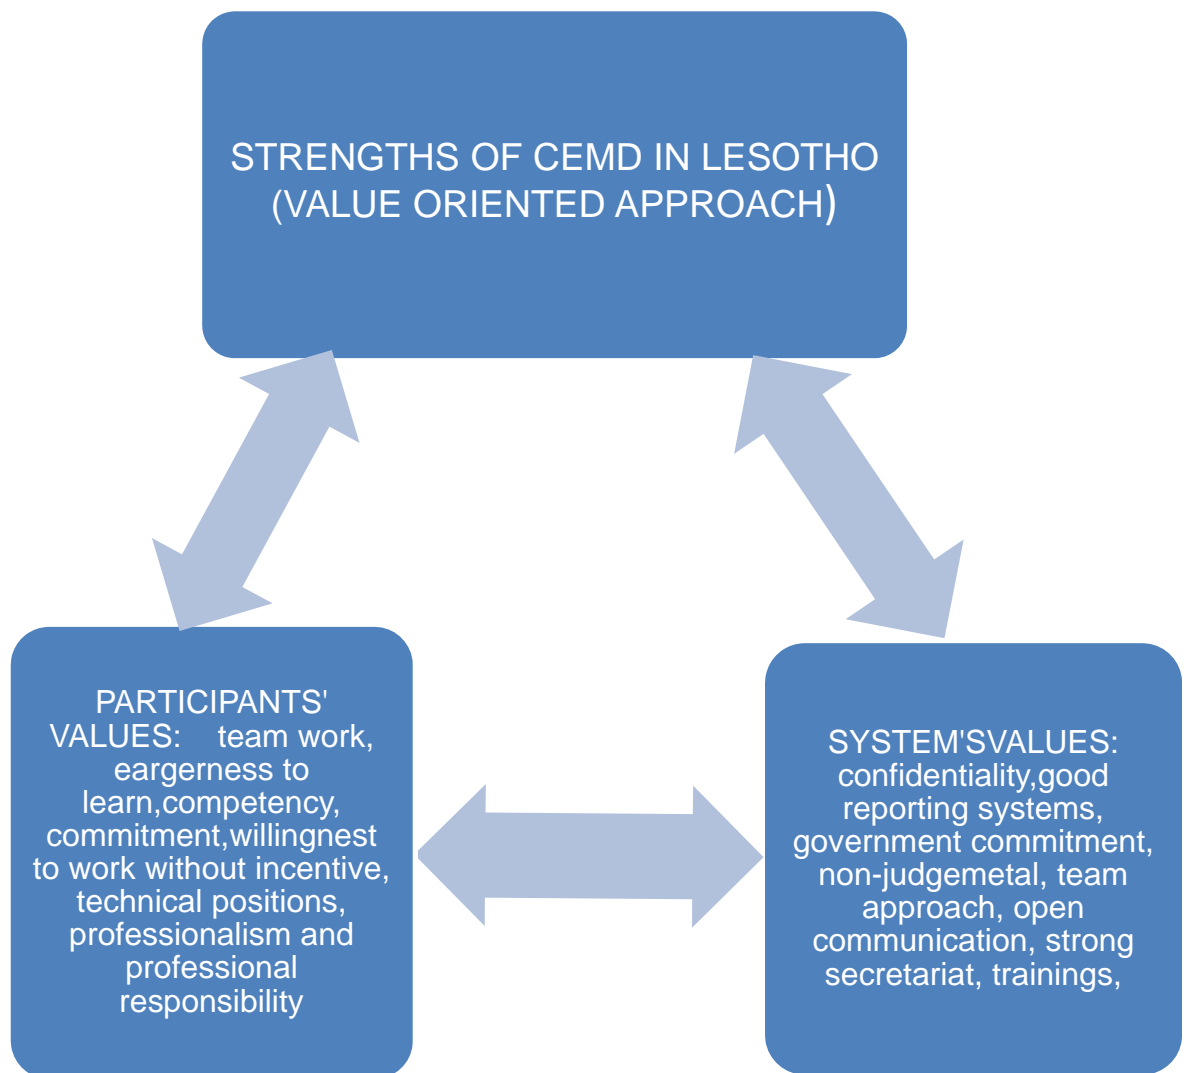 STRENGTHS OF CEMD IN LESOTHO
(VALUE ORIENTED APPROACH)
PARTICIPANTS'
VALUES: team work,
eargerness to
learn,competency,
commitment,willingnest
to work without incentive,
technical positions,
professionalism and
professional
responsibility
SYSTEM'SVALUES:
confidentiality,good
reporting systems,
government commitment,
non-judgemetal, team
approach, open
communication, strong
secretariat, trainings,